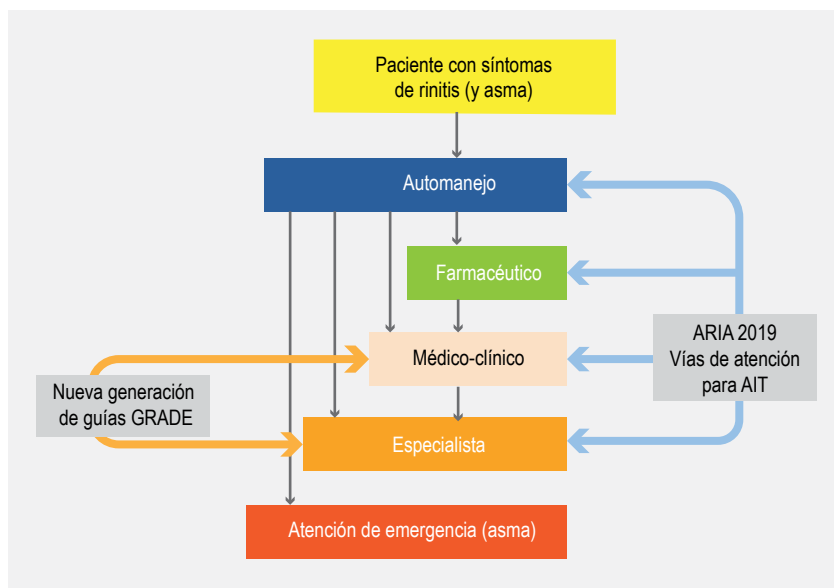 Paciente con síntomas
de rinitis (y asma)
Automanejo
Farmacéutico
ARIA 2019
Vías de atención
para AIT
Médico-clínico
Nueva generación
de guías GRADE
Especialista
Atención de emergencia (asma)